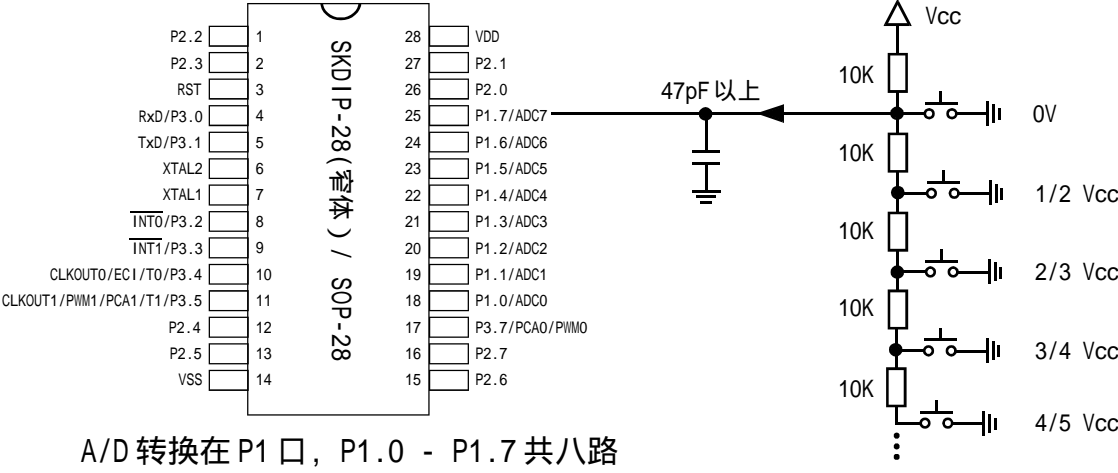 P2.2 1
P2.3 2
RST 3
RxD/P3.0 4
TxD/P3.1 5
XTAL2 6
XTAL1 7
INT0/P3.2 8
INT1/P3.3 9
CLKOUT0/ECI/T0/P3.4 10
CLKOUT1/PWM1/PCA1/T1/P3.5 11
P2.4 12
P2.5 13
VSS 14
SKDIP-28(窄体) / SOP-28
28 VDD
27 P2.1
26 P2.0
25 P1.7/ADC7
24 P1.6/ADC6
23 P1.5/ADC5
22 P1.4/ADC4
21 P1.3/ADC3
20 P1.2/ADC2
19 P1.1/ADC1
18 P1.0/ADC0
17 P3.7/PCA0/PWM0
16 P2.7
15 P2.6
47pF 以上
Vcc
10K
0V
10K
1/2 Vcc
10K
2/3 Vcc
10K
3/4 Vcc
10K
4/5 Vcc
A/D 转换在 P1 口, P1.0 - P1.7 共八路